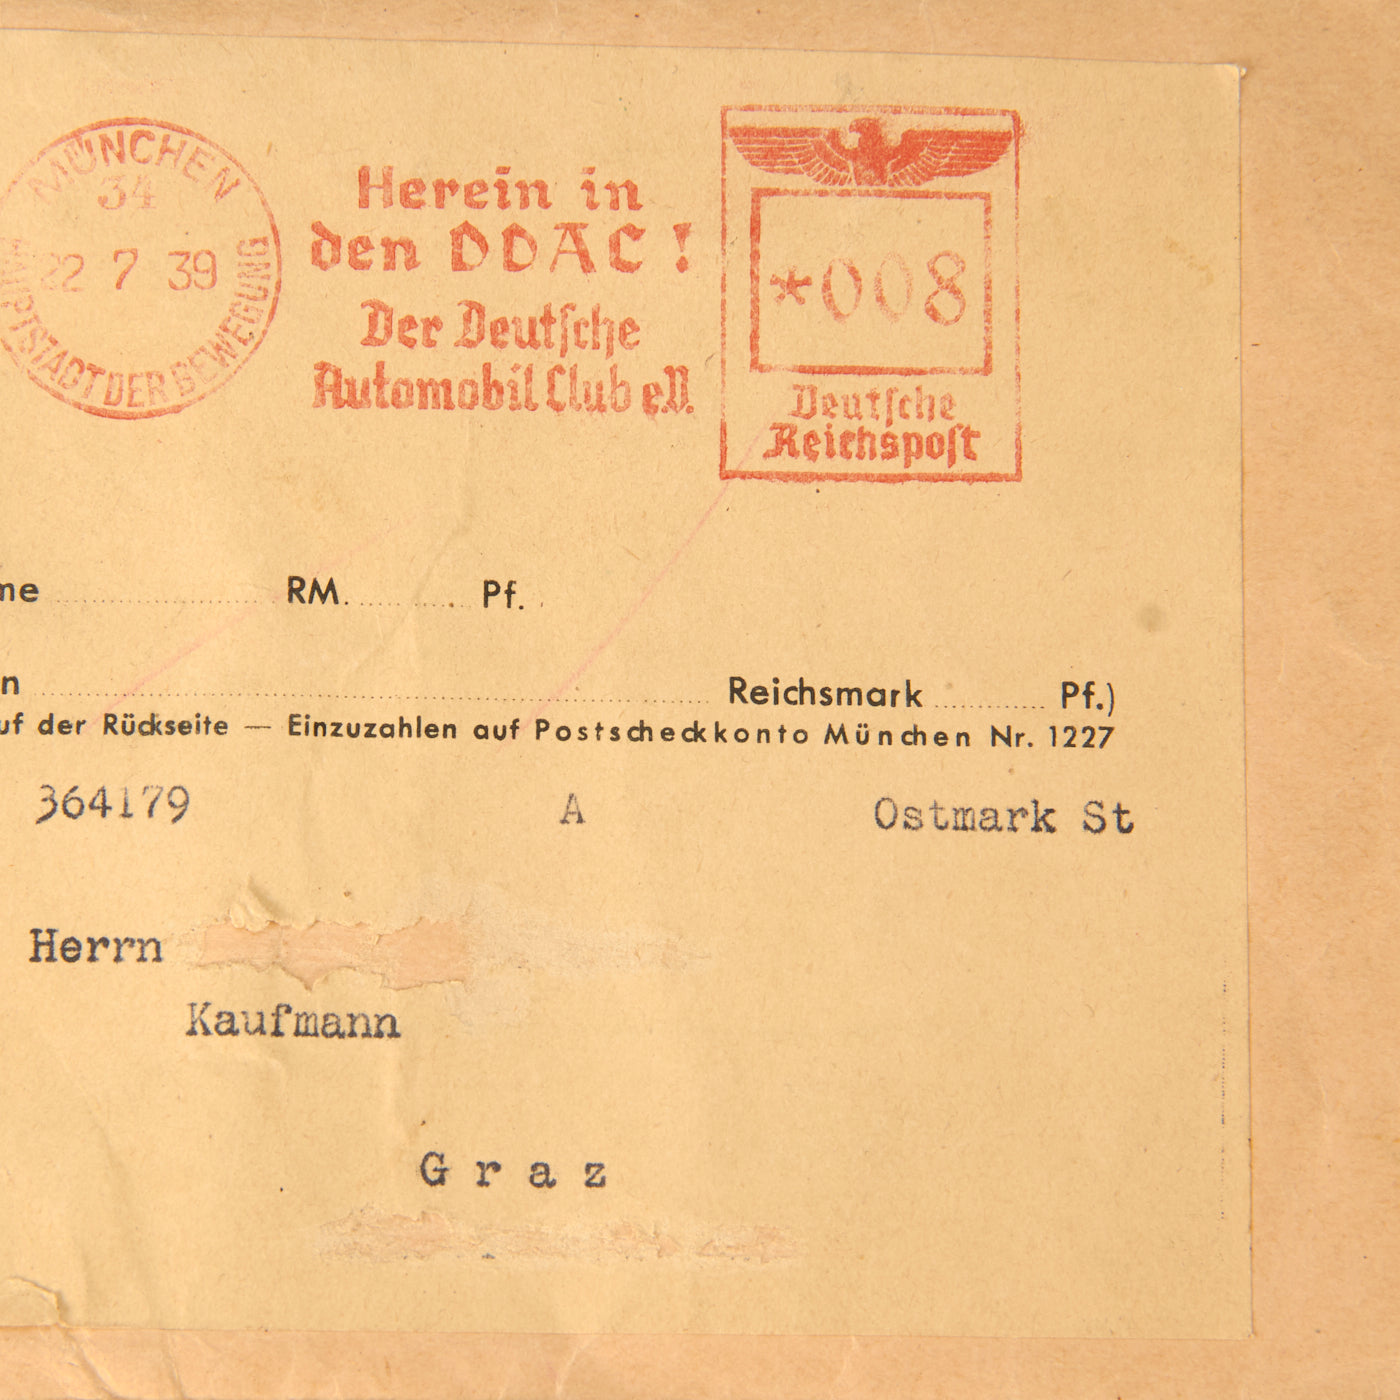 MÜNCHEN
34
22 7 39
HAUPTSTADT DER BEWEGUNG
Herein in
den DDAC !
Der Deutsche
Automobil Club e.V.
*008
Deutsche
Reichspost
RM. Pf.
Reichsmark Pf.)
uf der Rückseite — Einzuzahlen auf Postscheckkonto München Nr. 1227
364179 A Ostmark St
Herrn
Kaufmann
Graz